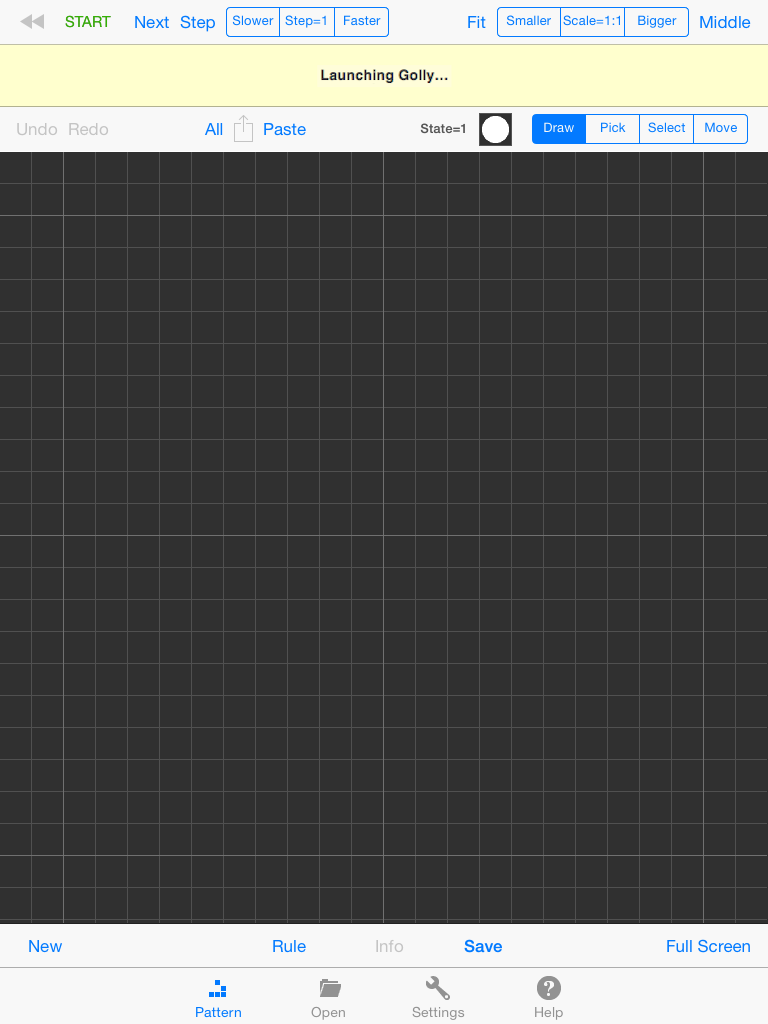 START Next Step Slower Step=1 Faster Fit Smaller Scale=1:1 Bigger Middle
Launching Golly...
Undo Redo All Paste State=1 Draw Pick Select Move
New Rule Info Save Full Screen
Pattern Open Settings Help